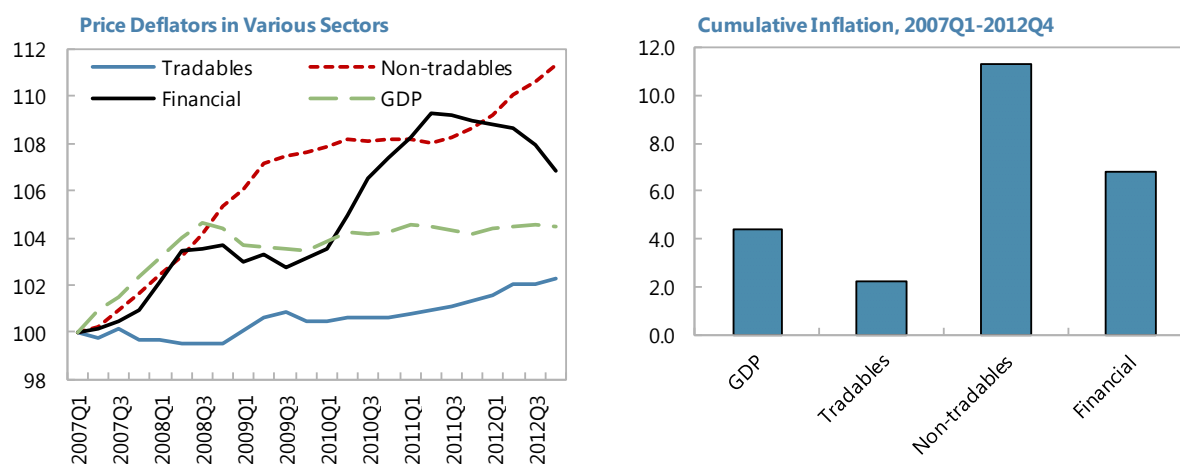 Price Deflators in Various Sectors
112
110
108
106
104
102
100
98
Tradables
Non-tradables
Financial
GDP
2007Q1
2007Q3
2008Q1
2008Q3
2009Q1
2009Q3
2010Q1
2010Q3
2011Q1
2011Q3
2012Q1
2012Q3
Cumulative Inflation, 2007Q1-2012Q4
12.0
10.0
8.0
6.0
4.0
2.0
0.0
GDP
Tradables
Non-tradables
Financial